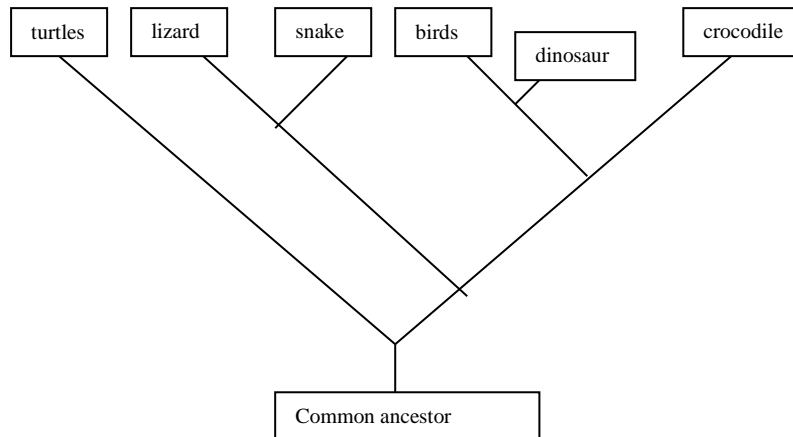 turtles
lizard
snake
birds
dinosaur
crocodile
Common ancestor